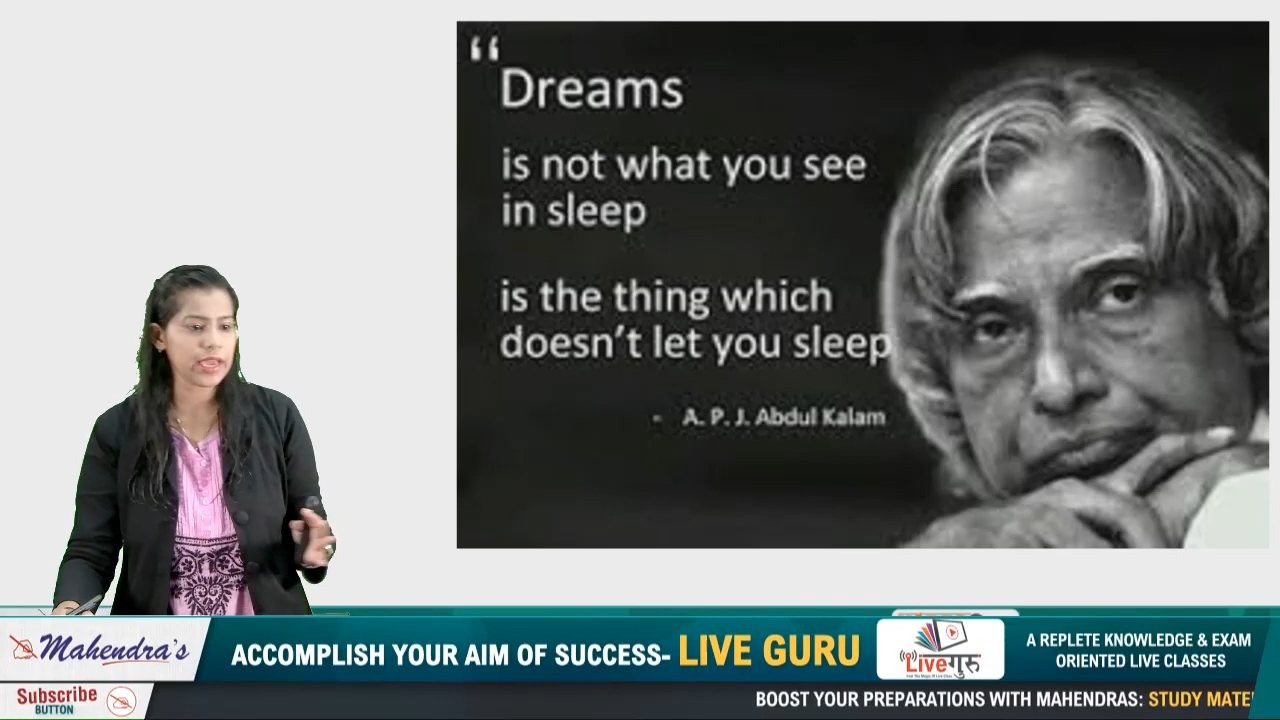 “
Dreams
is not what you see
in sleep
is the thing which
doesn’t let you sleep
- A. P. J. Abdul Kalam
Mahendra's
ACCOMPLISH YOUR AIM OF SUCCESS- LIVE GURU
Liveगुरु
A REPLETE KNOWLEDGE & EXAM
ORIENTED LIVE CLASSES
Subscribe
BUTTON
BOOST YOUR PREPARATIONS WITH MAHENDRAS: STUDY MATE